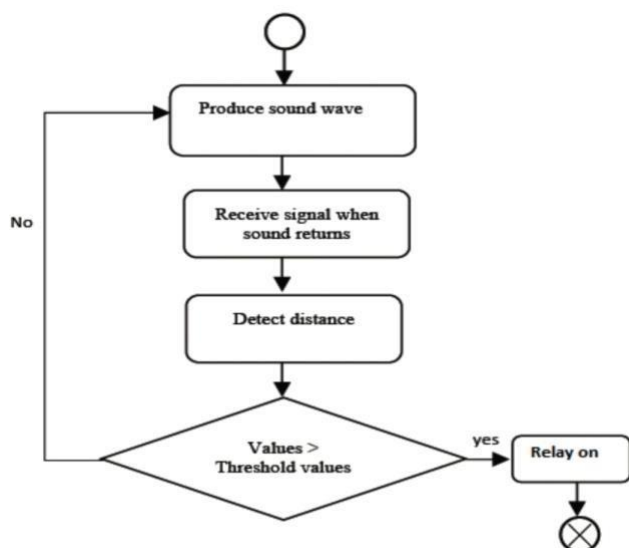 Produce sound wave
No
Receive signal when
sound returns
Detect distance
Values >
Threshold values
yes
Relay on